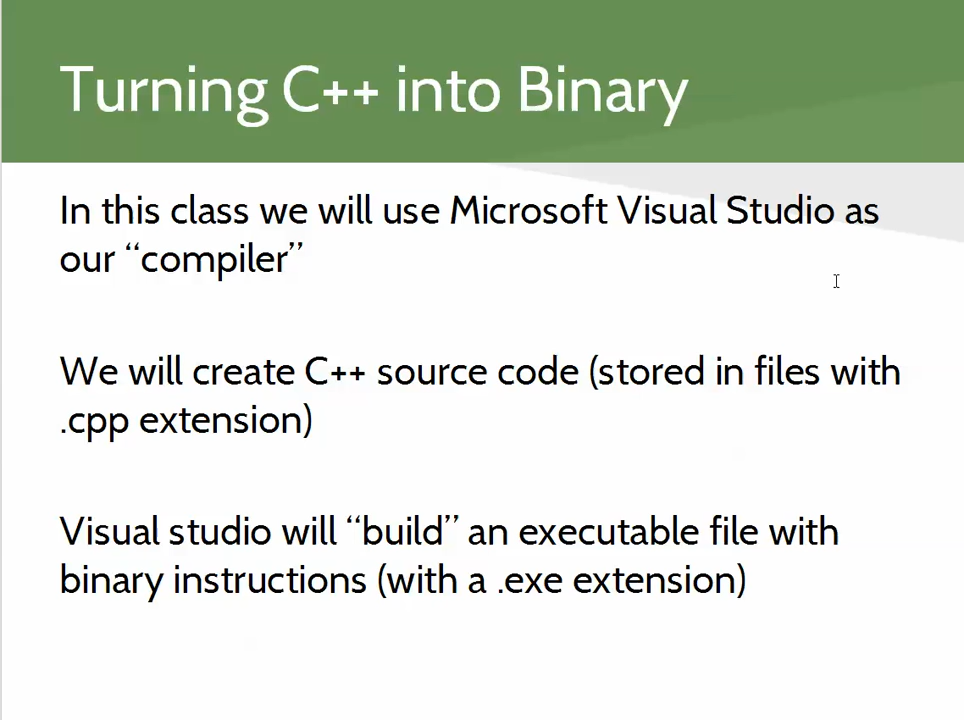 Turning C++ into Binary
In this class we will use Microsoft Visual Studio as
our “compiler”
We will create C++ source code (stored in files with
.cpp extension)
Visual studio will “build” an executable file with
binary instructions (with a .exe extension)